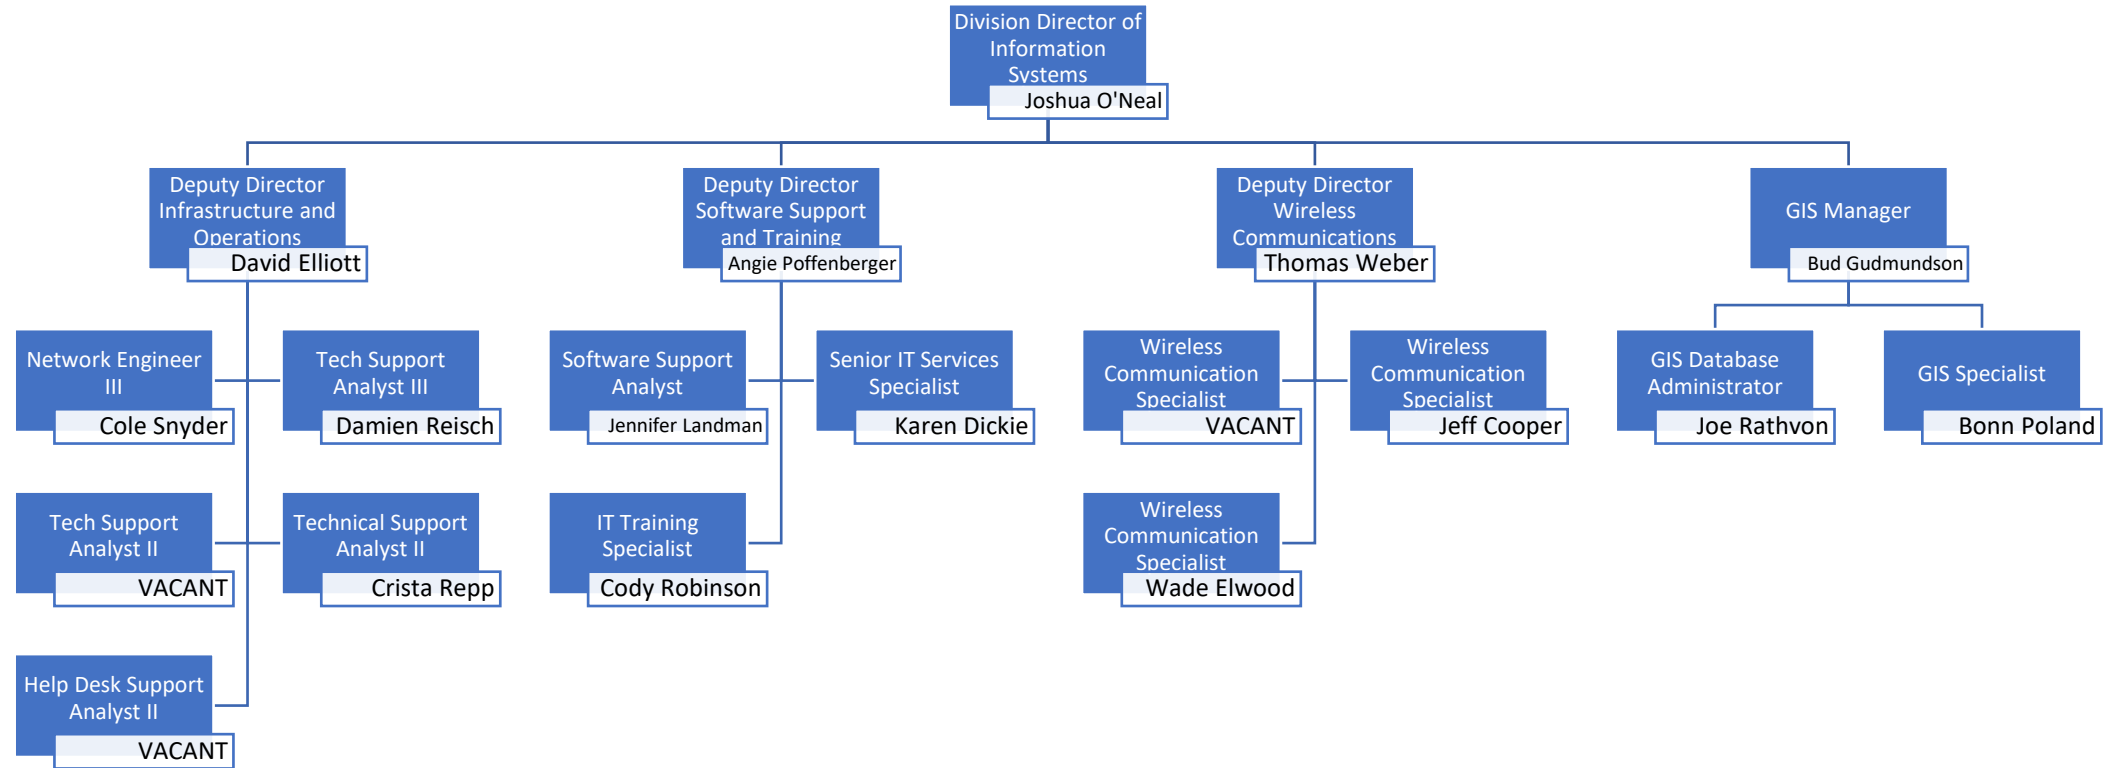 Division Director of
Information
Systems
Joshua O'Neal
Deputy Director
Infrastructure and
Operations
David Elliott
Deputy Director
Software Support
and Training
Angie Poffenberger
Deputy Director
Wireless
Communications
Thomas Weber
GIS Manager
Bud Gudmundson
Network Engineer
III
Cole Snyder
Tech Support
Analyst III
Damien Reisch
Software Support
Analyst
Jennifer Landman
Senior IT Services
Specialist
Karen Dickie
Wireless
Communication
Specialist
VACANT
Wireless
Communication
Specialist
Jeff Cooper
GIS Database
Administrator
Joe Rathvon
GIS Specialist
Bonn Poland
Tech Support
Analyst II
VACANT
Technical Support
Analyst II
Crista Repp
IT Training
Specialist
Cody Robinson
Wireless
Communication
Specialist
Wade Elwood
Help Desk Support
Analyst II
VACANT